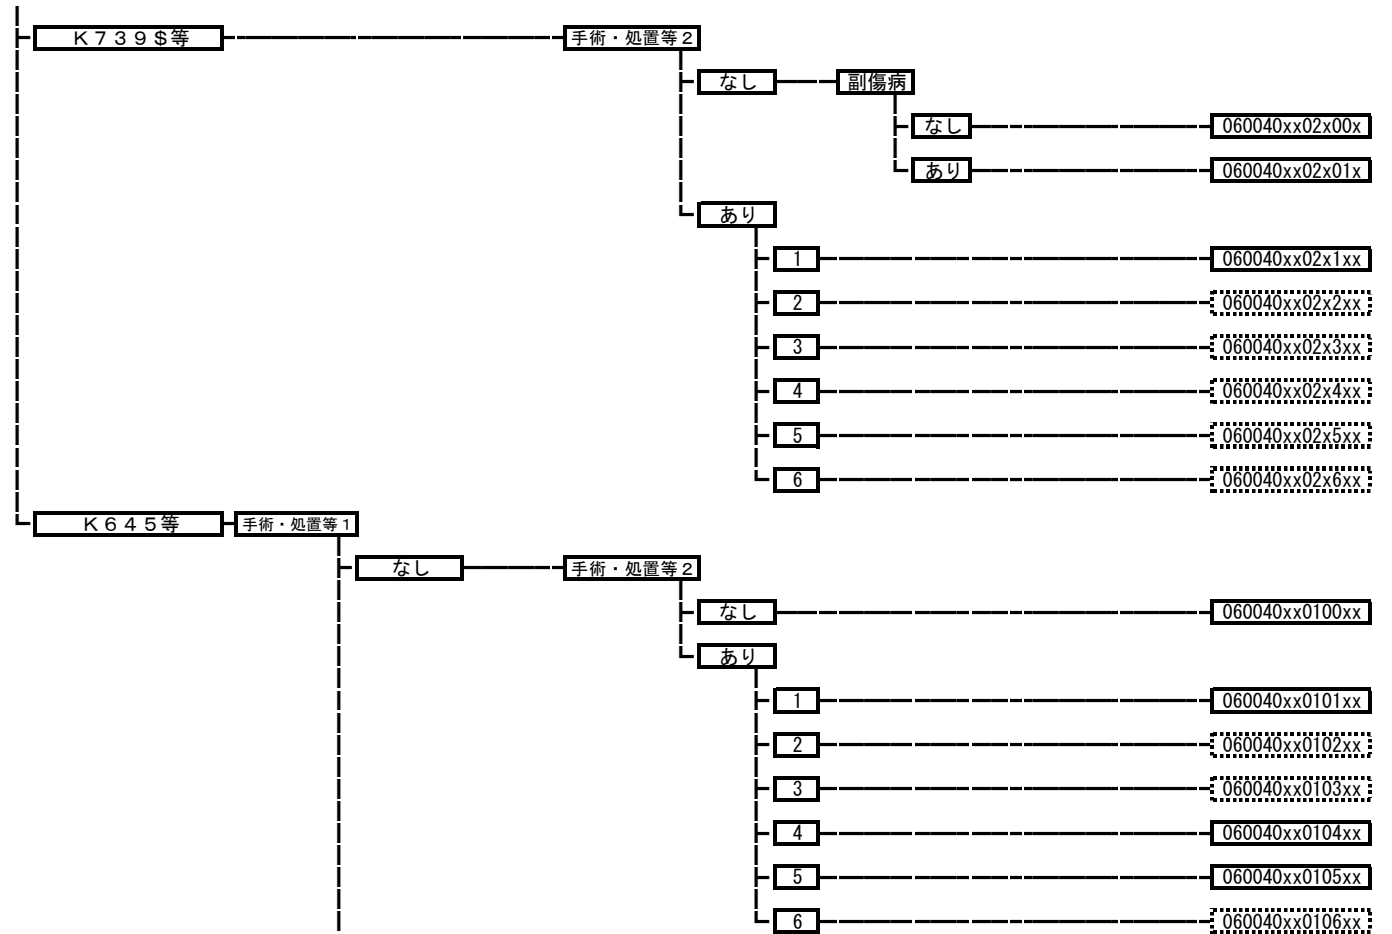 Ｋ７３９＄等 手術・処置等２
なし 副傷病
なし 060040xx02x00x
あり 060040xx02x01x
あり
1 060040xx02x1xx
2 060040xx02x2xx
3 060040xx02x3xx
4 060040xx02x4xx
5 060040xx02x5xx
6 060040xx02x6xx
Ｋ６４５等 手術・処置等１
なし 手術・処置等２
なし 060040xx0100xx
あり
1 060040xx0101xx
2 060040xx0102xx
3 060040xx0103xx
4 060040xx0104xx
5 060040xx0105xx
6 060040xx0106xx